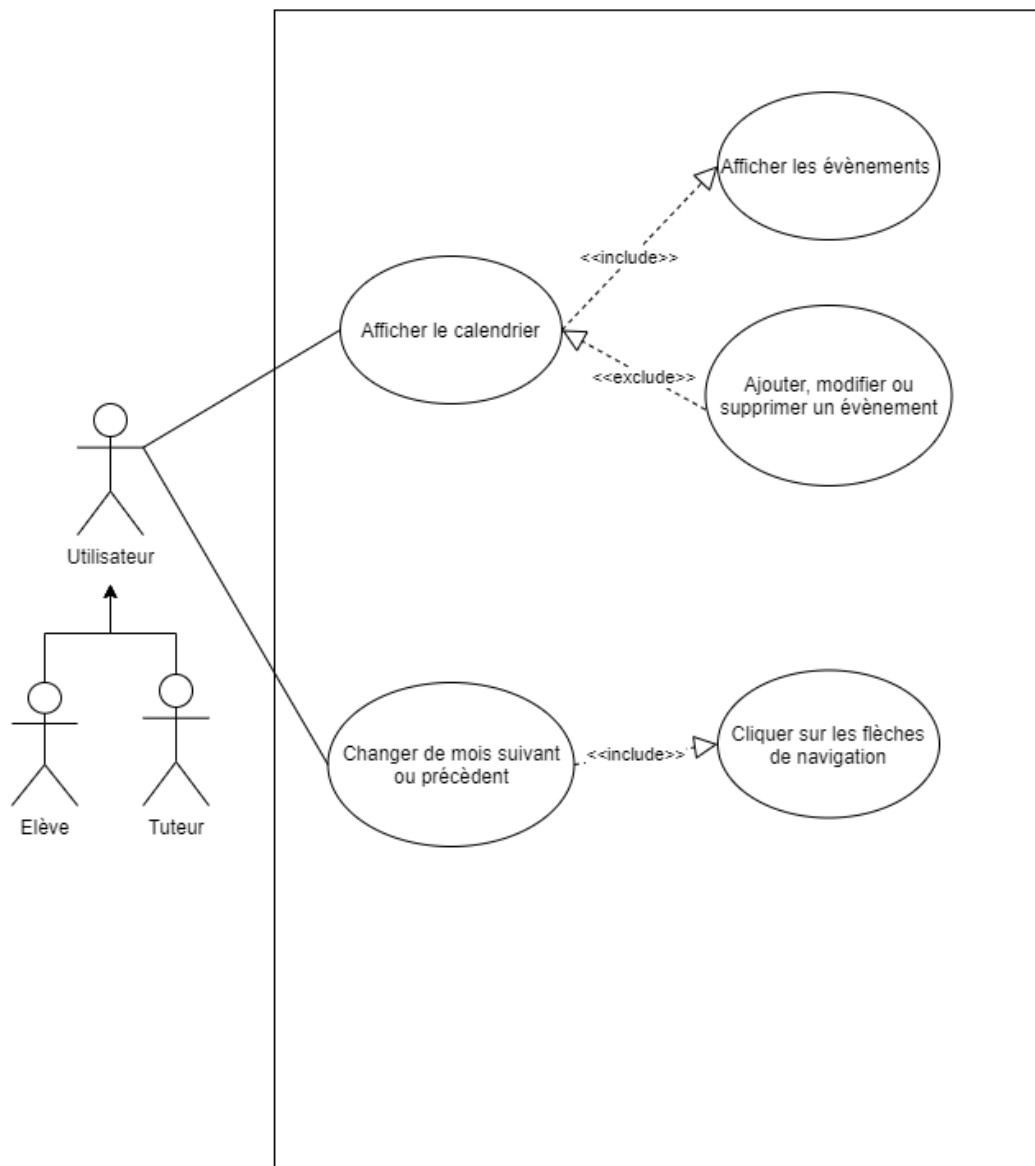 Afficher les évènements
<<include>>
Afficher le calendrier
<<exclude>>
Ajouter, modifier ou
supprimer un évènement
Utilisateur
Changer de mois suivant
ou précèdent
<<include>>
Cliquer sur les flèches
de navigation
Elève
Tuteur